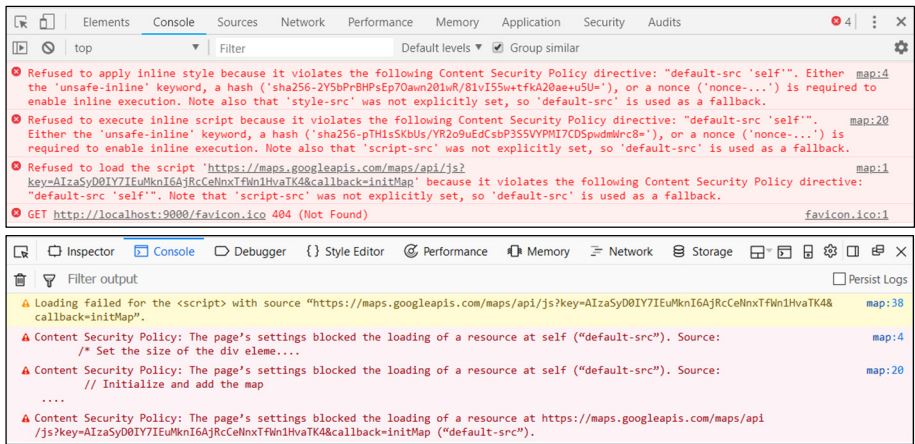 Elements Console Sources Network Performance Memory Application Security Audits 4
top Filter Default levels Group similar
Refused to apply inline style because it violates the following Content Security Policy directive: "default-src 'self'". Either map:4
the 'unsafe-inline' keyword, a hash ('sha256-2Y5bPrBHPsEp7Oawn201wR/81vI55w+tfkA20ae+u5U='), or a nonce ('nonce-...') is required to
enable inline execution. Note also that 'style-src' was not explicitly set, so 'default-src' is used as a fallback.
Refused to execute inline script because it violates the following Content Security Policy directive: "default-src 'self'". map:20
Either the 'unsafe-inline' keyword, a hash ('sha256-pTH1sSKbUs/YR2o9uEdCsbP3S5VYPMI7CDSpwdmWrc8='), or a nonce ('nonce-...') is
required to enable inline execution. Note also that 'script-src' was not explicitly set, so 'default-src' is used as a fallback.
Refused to load the script 'https://maps.googleapis.com/maps/api/js? map:1
key=AIzaSyD0IY7IEuMknI6AjRcCeNnxTfWn1HvaTK4&callback=initMap' because it violates the following Content Security Policy directive:
"default-src 'self'". Note that 'script-src' was not explicitly set, so 'default-src' is used as a fallback.
GET http://localhost:9000/favicon.ico 404 (Not Found) favicon.ico:1
Inspector Console Debugger {} Style Editor Performance Memory Network Storage
Filter output Persist Logs
Loading failed for the <script> with source “https://maps.googleapis.com/maps/api/js?key=AIzaSyD0IY7IEuMknI6AjRcCeNnxTfWn1HvaTK4& map:38
callback=initMap”.
Content Security Policy: The page’s settings blocked the loading of a resource at self (“default-src”). Source: map:4
/* Set the size of the div eleme....
Content Security Policy: The page’s settings blocked the loading of a resource at self (“default-src”). Source: map:20
// Initialize and add the map
....
Content Security Policy: The page’s settings blocked the loading of a resource at https://maps.googleapis.com/maps/api
/js?key=AIzaSyD0IY7IEuMknI6AjRcCeNnxTfWn1HvaTK4&callback=initMap (“default-src”).